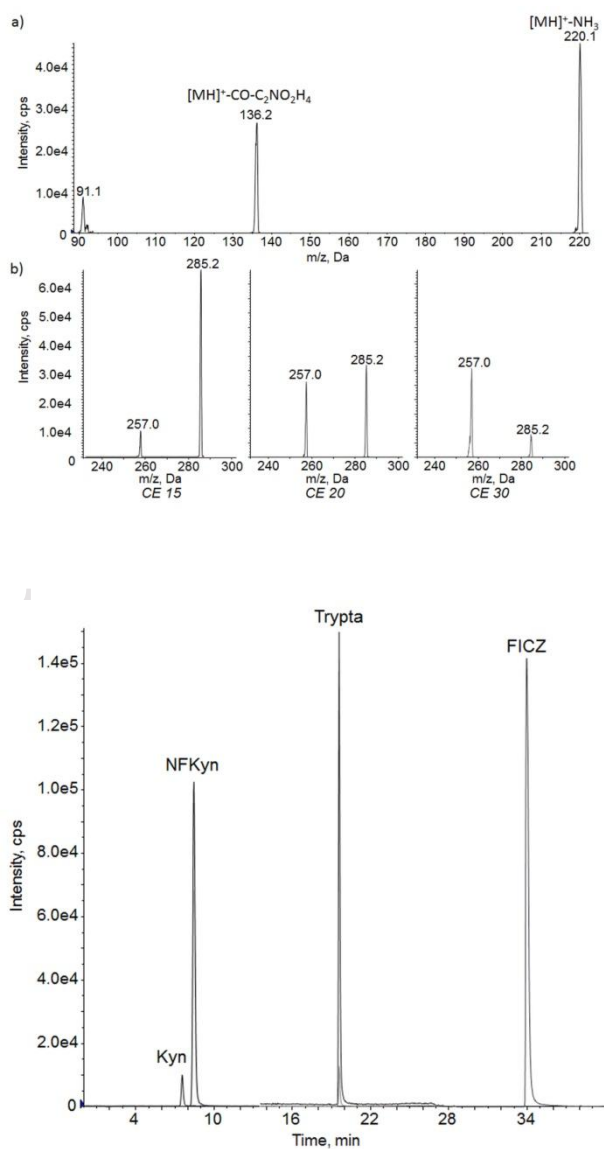 a)
[MH]⁺-NH₃
220.1
[MH]⁺-CO-C₂NO₂H₄
136.2
91.1
Intensity, cps
4.0e4
3.0e4
2.0e4
1.0e4
0
90 100 110 120 130 140 150 160 170 180 190 200 210 220
m/z, Da
b)
Intensity, cps
6.0e4
5.0e4
4.0e4
3.0e4
2.0e4
1.0e4
0
285.2
257.0
240 260 280 300
m/z, Da
CE 15
257.0
285.2
240 260 280 300
m/z, Da
CE 20
257.0
285.2
240 260 280 300
m/z, Da
CE 30
Trypta
FICZ
NFKyn
Kyn
Intensity, cps
1.4e5
1.2e5
1.0e5
8.0e4
6.0e4
4.0e4
2.0e4
0
4 10 16 22 28 34
Time, min